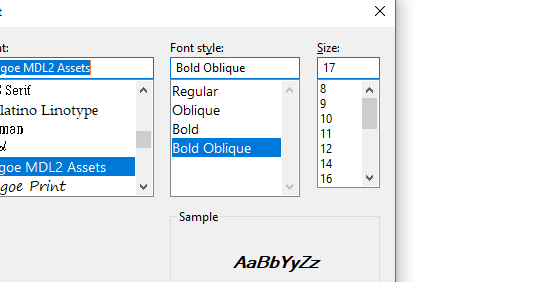 t
nt: Font style: Size:
goe MDL2 Assets Bold Oblique 17
S Serif
latino Linotype
man
goe MDL2 Assets
goe Print
Regular
Oblique
Bold
Bold Oblique
8
9
10
11
12
14
16
Sample
AaBbYyZz